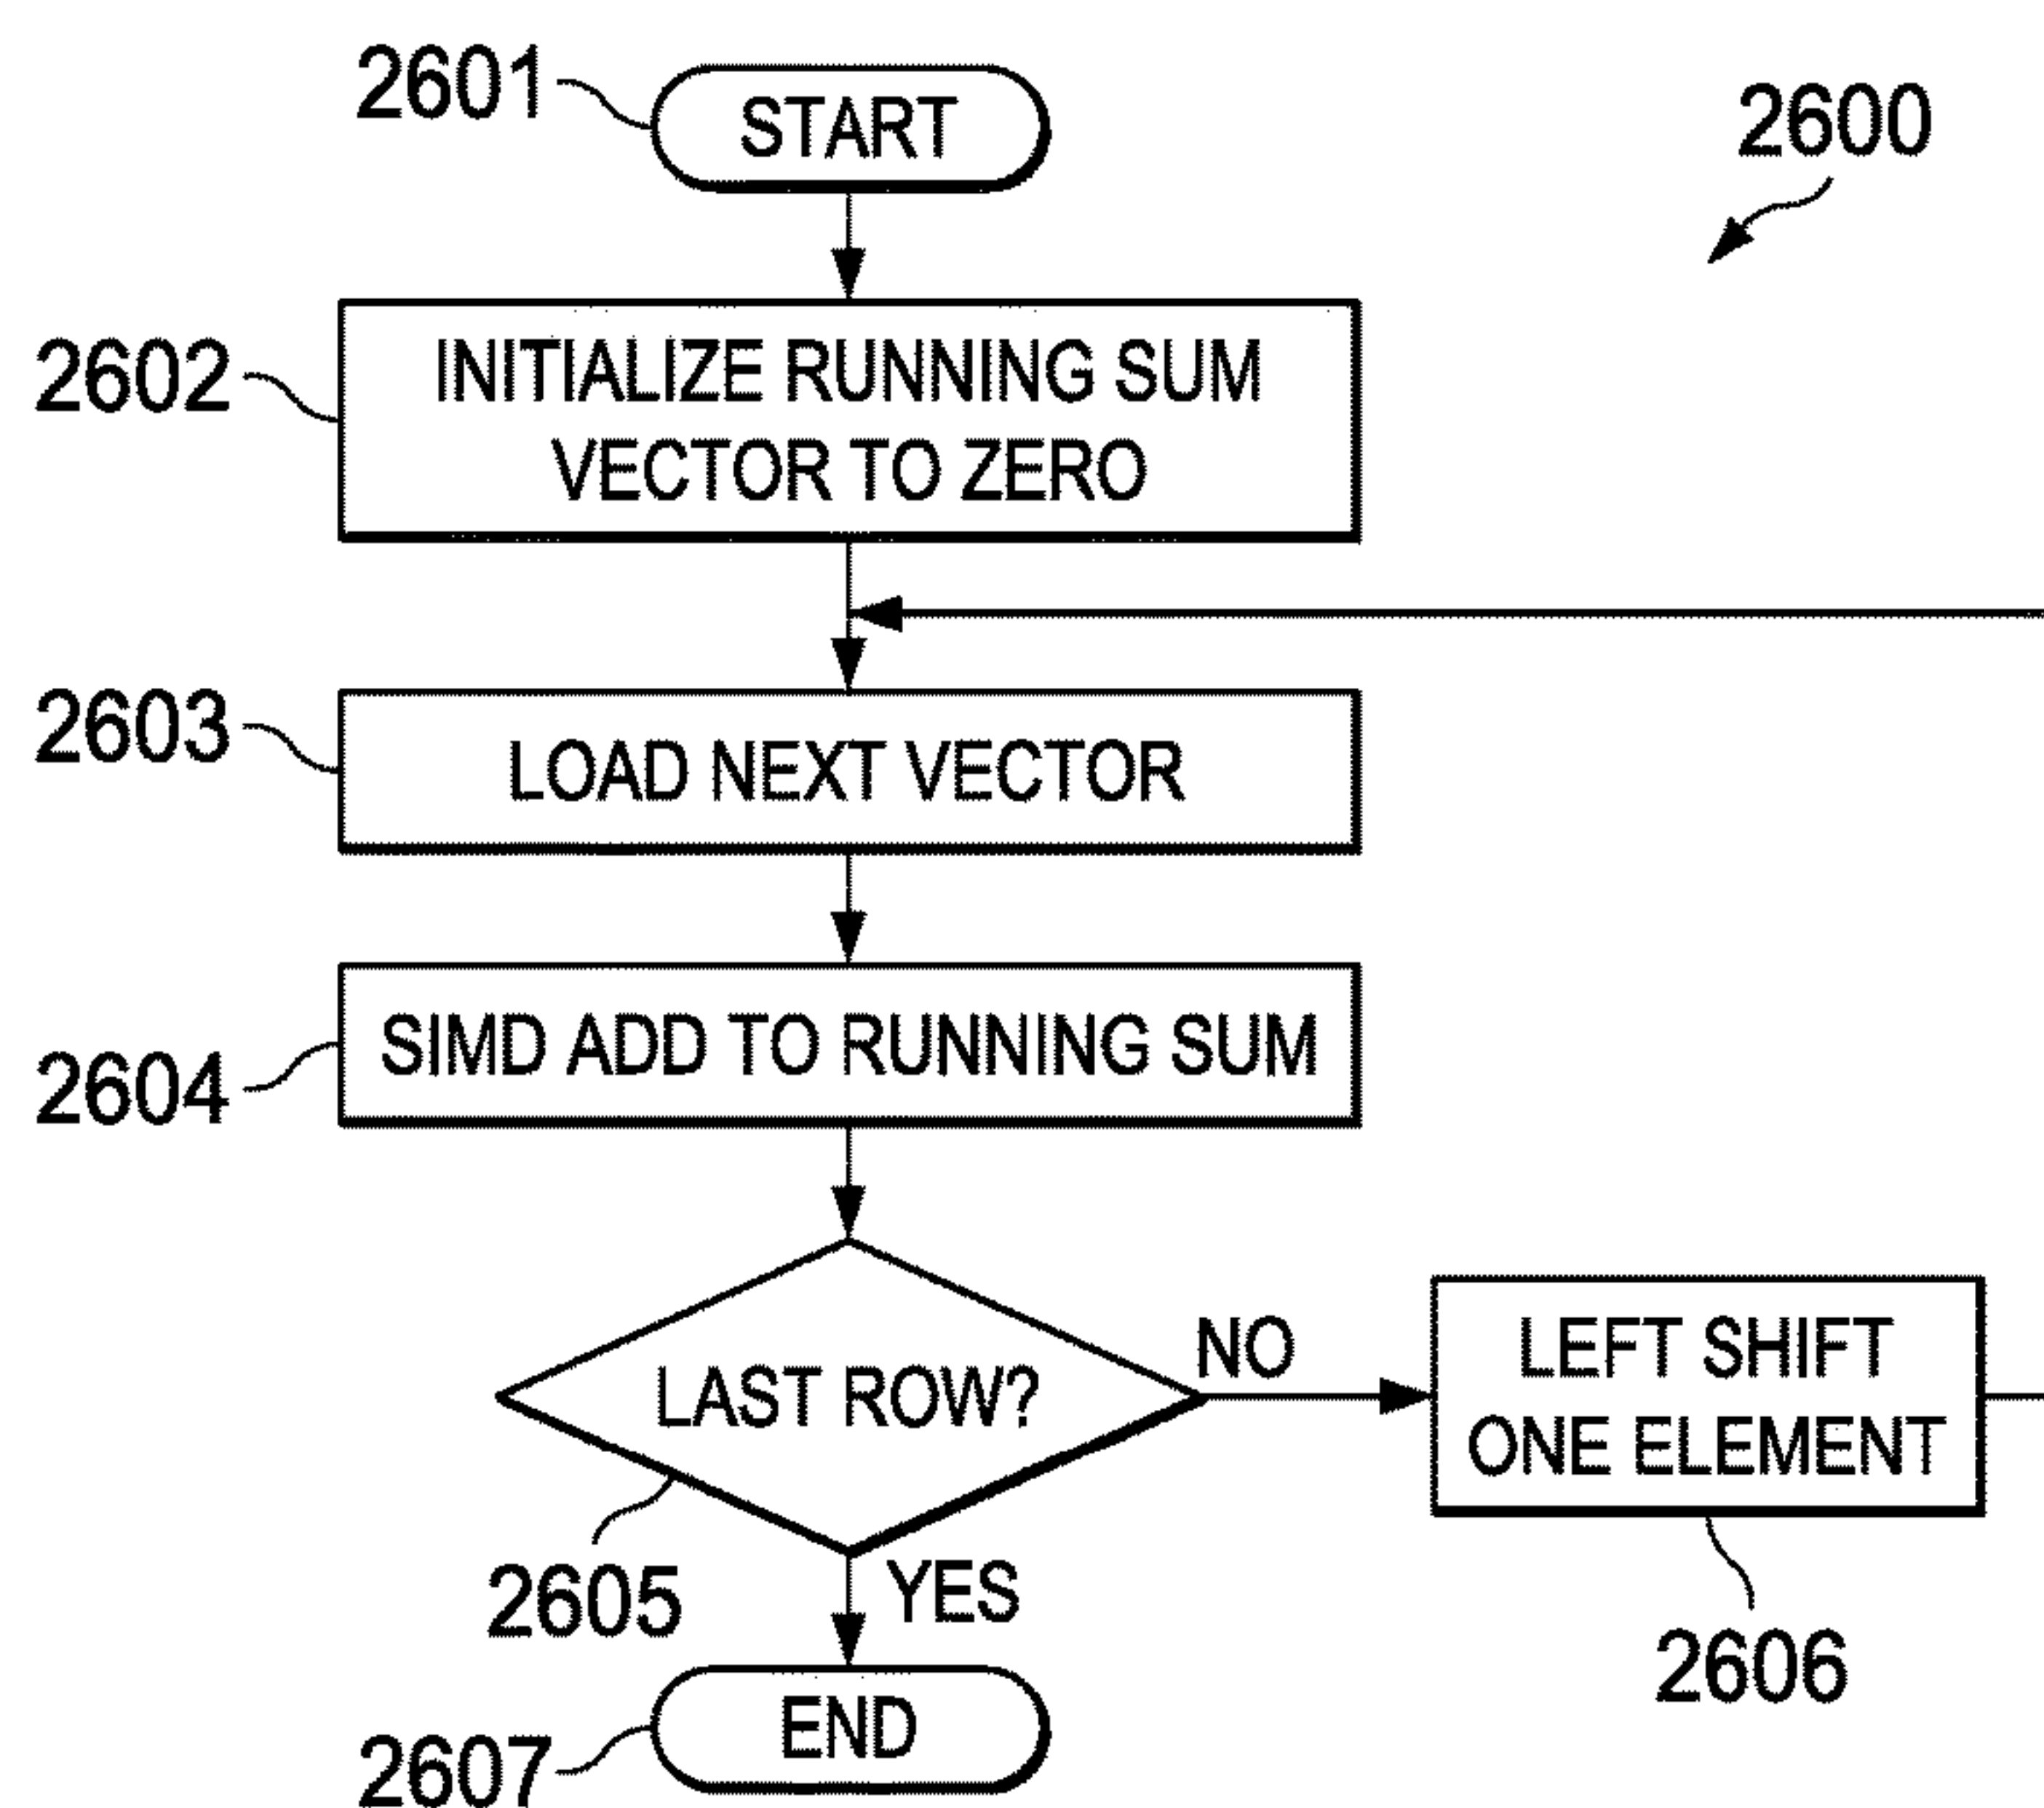 2601
START
2600
2602
INITIALIZE RUNNING SUM
VECTOR TO ZERO
2603
LOAD NEXT VECTOR
2604
SIMD ADD TO RUNNING SUM
LAST ROW?
NO
LEFT SHIFT
ONE ELEMENT
2605
YES
2606
END
2607